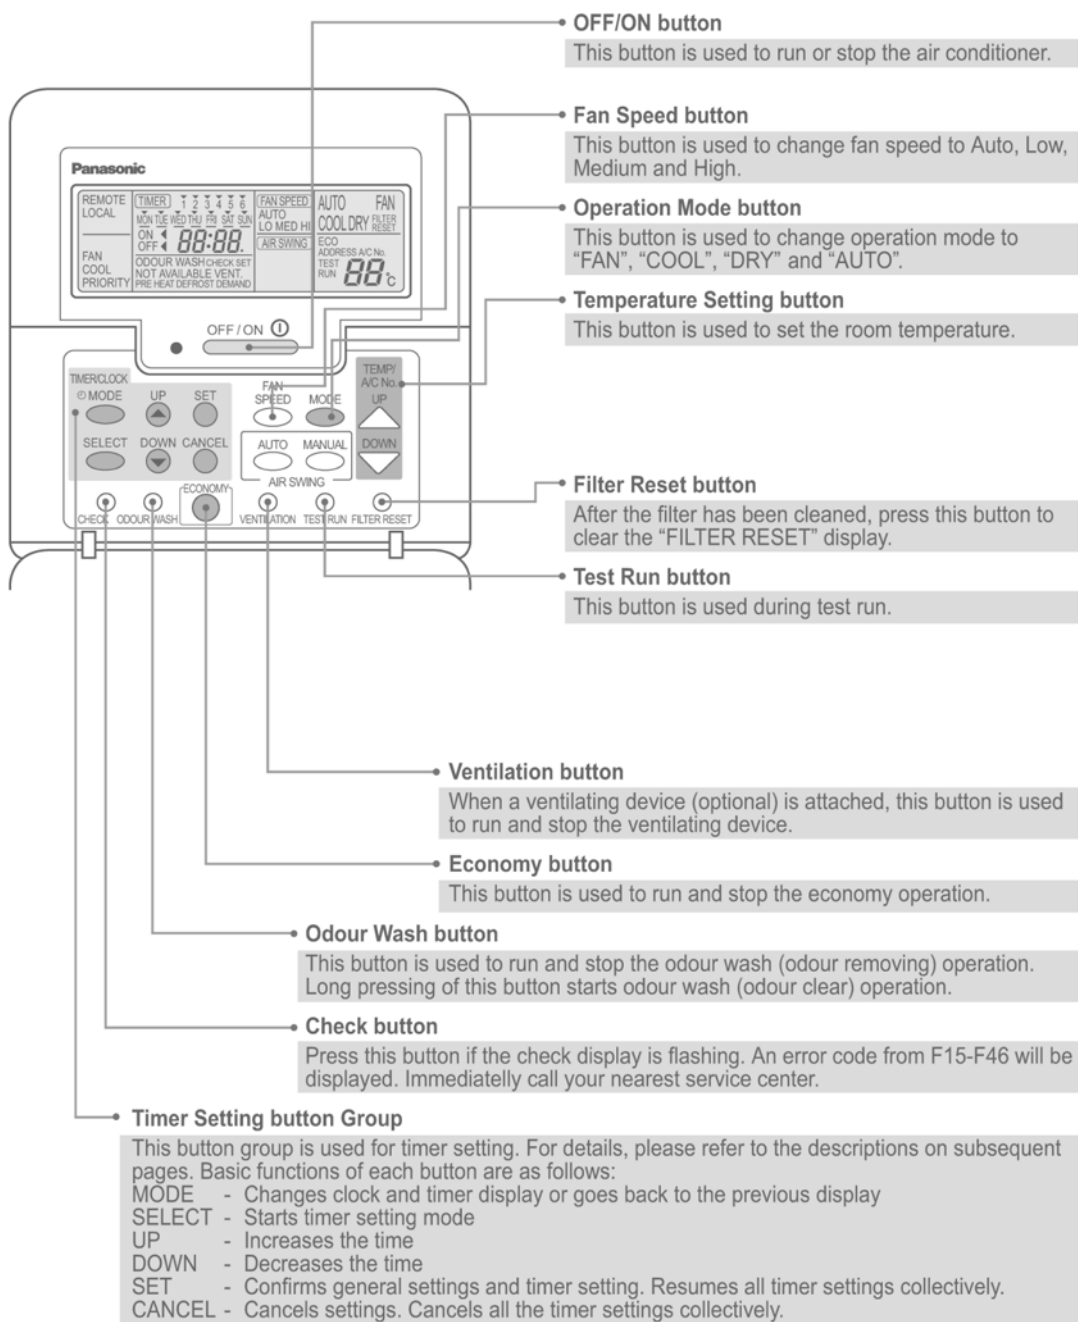 OFF/ON button
This button is used to run or stop the air conditioner.
Fan Speed button
This button is used to change fan speed to Auto, Low,
Medium and High.
Operation Mode button
This button is used to change operation mode to
“FAN”, “COOL”, “DRY” and “AUTO”.
Temperature Setting button
This button is used to set the room temperature.
Panasonic
REMOTE
LOCAL
FAN
COOL
PRIORITY
TIMER 1 2 3 4 5 6
MON TUE WED THU FRI SAT SUN
ON
OFF 88:88.
ODOUR WASH CHECK SET
NOT AVAILABLE VENT.
PRE HEAT DEFROST DEMAND
FAN SPEED
AUTO
LO MED HI
AIR SWING
AUTO FAN
COOL DRY FILTER RESET
ECO
ADDRESS A/C No.
TEST
RUN 88 °C
OFF / ON
TIMER/CLOCK
MODE UP SET
SELECT DOWN CANCEL
FAN
SPEED MODE
AUTO MANUAL
AIR SWING
TEMP/
A/C No.
UP
DOWN
ECONOMY
CHECK ODOUR WASH VENTILATION TEST RUN FILTER RESET
Filter Reset button
After the filter has been cleaned, press this button to
clear the “FILTER RESET” display.
Test Run button
This button is used during test run.
Ventilation button
When a ventilating device (optional) is attached, this button is used
to run and stop the ventilating device.
Economy button
This button is used to run and stop the economy operation.
Odour Wash button
This button is used to run and stop the odour wash (odour removing) operation.
Long pressing of this button starts odour wash (odour clear) operation.
Check button
Press this button if the check display is flashing. An error code from F15-F46 will be
displayed. Immediatelly call your nearest service center.
Timer Setting button Group
This button group is used for timer setting. For details, please refer to the descriptions on subsequent
pages. Basic functions of each button are as follows:
MODE - Changes clock and timer display or goes back to the previous display
SELECT - Starts timer setting mode
UP - Increases the time
DOWN - Decreases the time
SET - Confirms general settings and timer setting. Resumes all timer settings collectively.
CANCEL - Cancels settings. Cancels all the timer settings collectively.